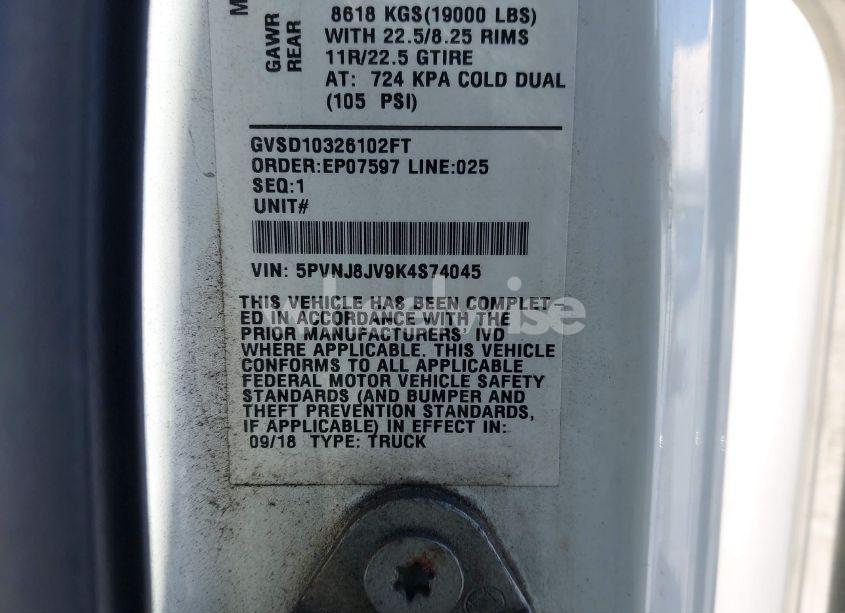 M
GAWR
REAR
8618 KGS(19000 LBS)
WITH 22.5/8.25 RIMS
11R/22.5 GTIRE
AT: 724 KPA COLD DUAL
(105 PSI)
GVSD10326102FT
ORDER:EP07597 LINE:025
SEQ:1
UNIT#
VIN: 5PVNJ8JV9K4S74045
THIS VEHICLE HAS BEEN COMPLET-
ED IN ACCORDANCE WITH THE
PRIOR MANUFACTURERS' IVD
WHERE APPLICABLE. THIS VEHICLE
CONFORMS TO ALL APPLICABLE
FEDERAL MOTOR VEHICLE SAFETY
STANDARDS (AND BUMPER AND
THEFT PREVENTION STANDARDS,
IF APPLICABLE) IN EFFECT IN:
09/18 TYPE: TRUCK